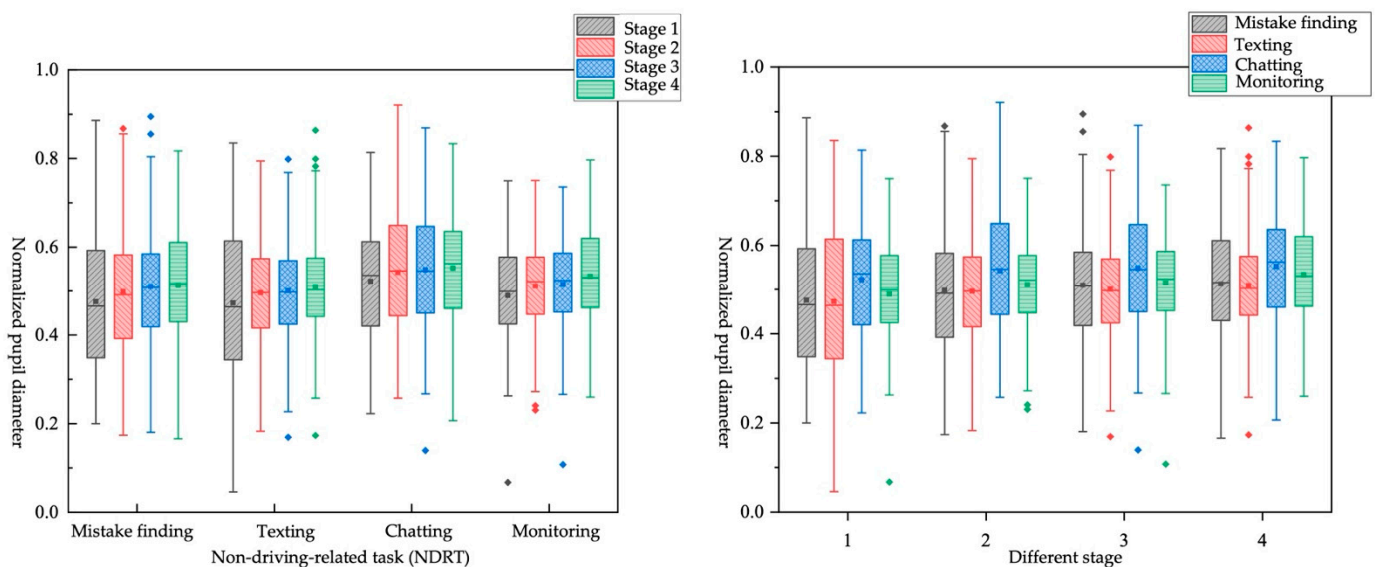 Stage 1
Stage 2
Stage 3
Stage 4
1.0
0.8
0.6
0.4
0.2
0.0
Normalized pupil diameter
Mistake finding Texting Chatting Monitoring
Non-driving-related task (NDRT)
Mistake finding
Texting
Chatting
Monitoring
1.0
0.8
0.6
0.4
0.2
0.0
Normalized pupil diameter
1 2 3 4
Different stage